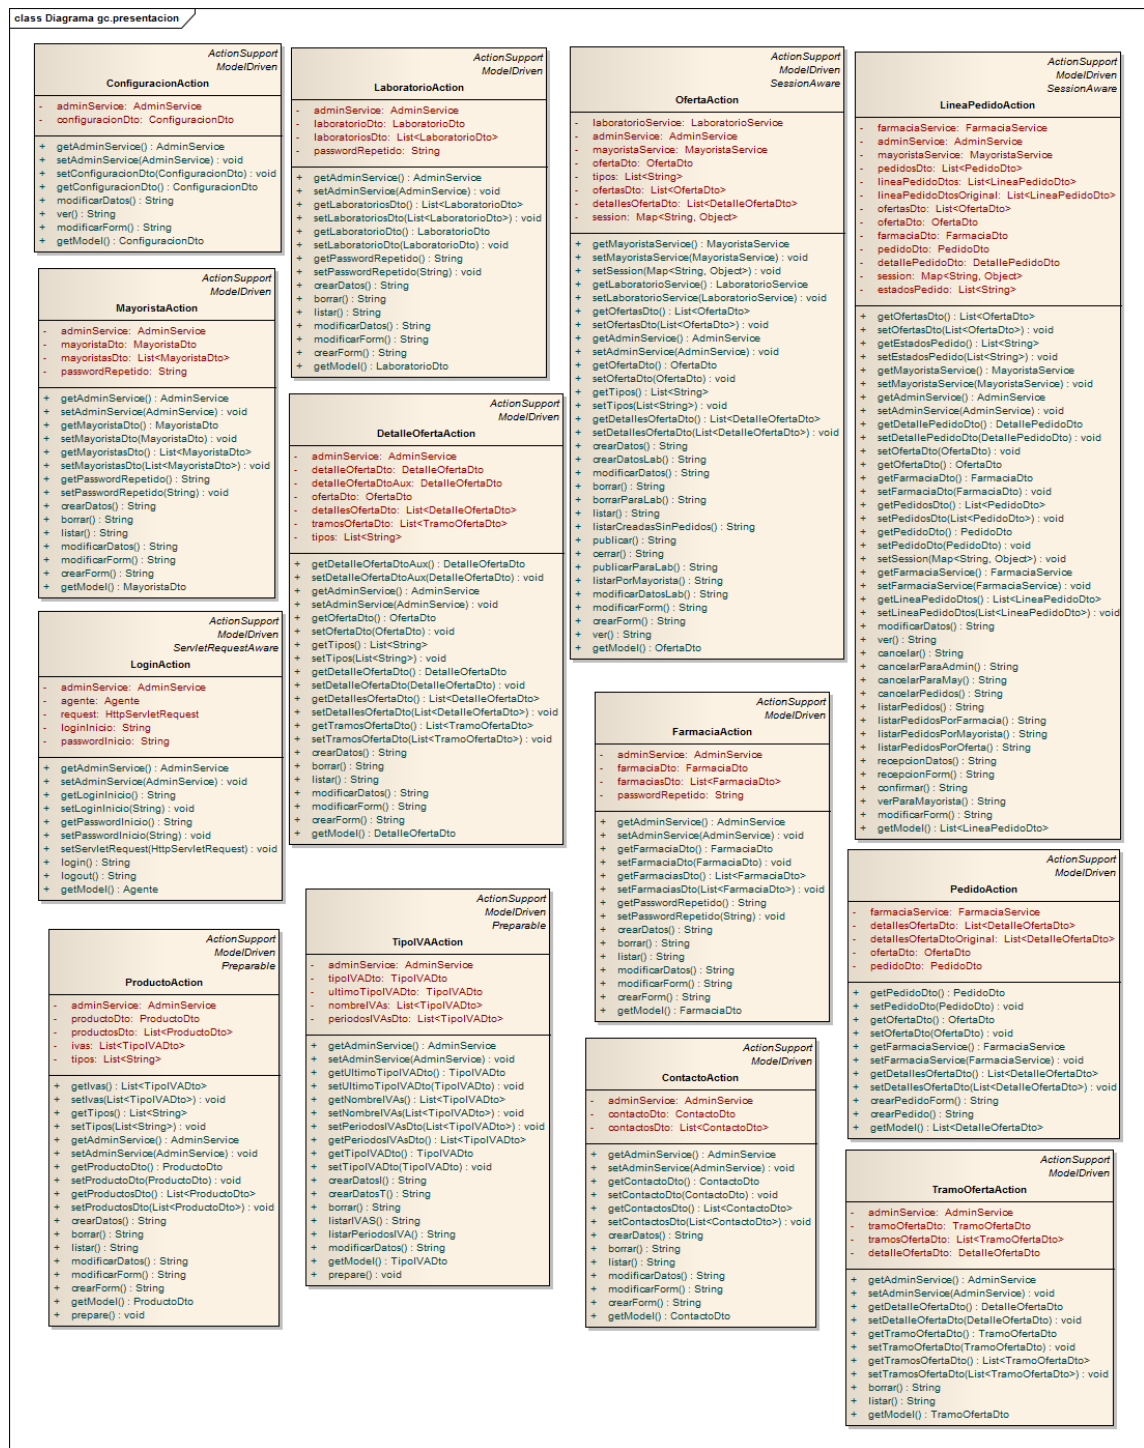 class Diagrama gc.presentacion
ActionSupport
ModelDriven
ConfiguracionAction
- adminService: AdminService
- configuracionDto: ConfiguracionDto
+ getAdminService() : AdminService
+ setAdminService(AdminService) : void
+ setConfiguracionDto(ConfiguracionDto) : void
+ getConfiguracionDto() : ConfiguracionDto
+ modificarDatos() : String
+ ver() : String
+ modificarForm() : String
+ getModel() : ConfiguracionDto
ActionSupport
ModelDriven
MayoristaAction
- adminService: AdminService
- mayoristaDto: MayoristaDto
- mayoristasDto: List<MayoristaDto>
- passwordRepetido: String
+ getAdminService() : AdminService
+ setAdminService(AdminService) : void
+ getMayoristaDto() : MayoristaDto
+ setMayoristaDto(MayoristaDto) : void
+ getMayoristasDto() : List<MayoristaDto>
+ setMayoristasDto(List<MayoristaDto>) : void
+ getPasswordRepetido() : String
+ setPasswordRepetido(String) : void
+ crearDatos() : String
+ borrar() : String
+ listar() : String
+ modificarDatos() : String
+ modificarForm() : String
+ crearForm() : String
+ getModel() : MayoristaDto
ActionSupport
ModelDriven
ServletRequestAware
LoginAction
- adminService: AdminService
- agente: Agente
- request: HttpServletRequest
- loginInicio: String
- passwordInicio: String
+ getAdminService() : AdminService
+ setAdminService(AdminService) : void
+ getLoginInicio() : String
+ setLoginInicio(String) : void
+ getPasswordInicio() : String
+ setPasswordInicio(String) : void
+ setServletRequest(HttpServletRequest) : void
+ login() : String
+ logout() : String
+ getModel() : Agente
ActionSupport
ModelDriven
Preparable
ProductoAction
- adminService: AdminService
- productoDto: ProductoDto
- productosDto: List<ProductoDto>
- ivas: List<TipoIVADto>
- tipos: List<String>
+ getIvas() : List<TipoIVADto>
+ setIvas(List<TipoIVADto>) : void
+ getTipos() : List<String>
+ setTipos(List<String>) : void
+ getAdminService() : AdminService
+ setAdminService(AdminService) : void
+ getProductoDto() : ProductoDto
+ setProductoDto(ProductoDto) : void
+ getProductosDto() : List<ProductoDto>
+ setProductosDto(List<ProductoDto>) : void
+ crearDatos() : String
+ borrar() : String
+ listar() : String
+ modificarDatos() : String
+ modificarForm() : String
+ crearForm() : String
+ getModel() : ProductoDto
+ prepare() : void
ActionSupport
ModelDriven
LaboratorioAction
- adminService: AdminService
- laboratorioDto: LaboratorioDto
- laboratoriosDto: List<LaboratorioDto>
- passwordRepetido: String
+ getAdminService() : AdminService
+ setAdminService(AdminService) : void
+ getLaboratoriosDto() : List<LaboratorioDto>
+ setLaboratoriosDto(List<LaboratorioDto>) : void
+ getLaboratorioDto() : LaboratorioDto
+ setLaboratorioDto(LaboratorioDto) : void
+ getPasswordRepetido() : String
+ setPasswordRepetido(String) : void
+ crearDatos() : String
+ borrar() : String
+ listar() : String
+ modificarDatos() : String
+ modificarForm() : String
+ crearForm() : String
+ getModel() : LaboratorioDto
ActionSupport
ModelDriven
DetalleOfertaAction
- adminService: AdminService
- detalleOfertaDto: DetalleOfertaDto
- detalleOfertaDtoAux: DetalleOfertaDto
- ofertaDto: OfertaDto
- detallesOfertaDto: List<DetalleOfertaDto>
- tramosOfertaDto: List<TramoOfertaDto>
- tipos: List<String>
+ getDetalleOfertaDtoAux() : DetalleOfertaDto
+ setDetalleOfertaDtoAux(DetalleOfertaDto) : void
+ getAdminService() : AdminService
+ setAdminService(AdminService) : void
+ getOfertaDto() : OfertaDto
+ setOfertaDto(OfertaDto) : void
+ getTipos() : List<String>
+ setTipos(List<String>) : void
+ getDetalleOfertaDto() : DetalleOfertaDto
+ setDetalleOfertaDto(DetalleOfertaDto) : void
+ getDetallesOfertaDto() : List<DetalleOfertaDto>
+ setDetallesOfertaDto(List<DetalleOfertaDto>) : void
+ getTramosOfertaDto() : List<TramoOfertaDto>
+ setTramosOfertaDto(List<TramoOfertaDto>) : void
+ crearDatos() : String
+ borrar() : String
+ listar() : String
+ modificarDatos() : String
+ modificarForm() : String
+ crearForm() : String
+ getModel() : DetalleOfertaDto
ActionSupport
ModelDriven
Preparable
TipoIVAAction
- adminService: AdminService
- tipoIVADto: TipoIVADto
- ultimoTipoIVADto: TipoIVADto
- nombreIVAs: List<TipoIVADto>
- periodosIVAsDto: List<TipoIVADto>
+ getAdminService() : AdminService
+ setAdminService(AdminService) : void
+ getUltimoTipoIVADto() : TipoIVADto
+ setUltimoTipoIVADto(TipoIVADto) : void
+ getNombreIVAs() : List<TipoIVADto>
+ setNombreIVAs(List<TipoIVADto>) : void
+ setPeriodosIVAsDto(List<TipoIVADto>) : void
+ getPeriodosIVAsDto() : List<TipoIVADto>
+ getTipoIVADto() : TipoIVADto
+ setTipoIVADto(TipoIVADto) : void
+ crearDatosI() : String
+ crearDatosT() : String
+ borrar() : String
+ listarIVAS() : String
+ listarPeriodosIVA() : String
+ modificarDatos() : String
+ getModel() : TipoIVADto
+ prepare() : void
ActionSupport
ModelDriven
SessionAware
OfertaAction
- laboratorioService: LaboratorioService
- adminService: AdminService
- mayoristaService: MayoristaService
- ofertaDto: OfertaDto
- tipos: List<String>
- ofertasDto: List<OfertaDto>
- detallesOfertaDto: List<DetalleOfertaDto>
- session: Map<String, Object>
+ getMayoristaService() : MayoristaService
+ setMayoristaService(MayoristaService) : void
+ setSession(Map<String, Object>) : void
+ getLaboratorioService() : LaboratorioService
+ setLaboratorioService(LaboratorioService) : void
+ getOfertasDto() : List<OfertaDto>
+ setOfertasDto(List<OfertaDto>) : void
+ getAdminService() : AdminService
+ setAdminService(AdminService) : void
+ getOfertaDto() : OfertaDto
+ setOfertaDto(OfertaDto) : void
+ getTipos() : List<String>
+ setTipos(List<String>) : void
+ getDetallesOfertaDto() : List<DetalleOfertaDto>
+ setDetallesOfertaDto(List<DetalleOfertaDto>) : void
+ crearDatos() : String
+ crearDatosLab() : String
+ modificarDatos() : String
+ borrar() : String
+ borrarParaLab() : String
+ listar() : String
+ listarCreadasSinPedidos() : String
+ publicar() : String
+ cerrar() : String
+ publicarParaLab() : String
+ listarPorMayorista() : String
+ modificarDatosLab() : String
+ modificarForm() : String
+ crearForm() : String
+ ver() : String
+ getModel() : OfertaDto
ActionSupport
ModelDriven
FarmaciaAction
- adminService: AdminService
- farmaciaDto: FarmaciaDto
- farmaciasDto: List<FarmaciaDto>
- passwordRepetido: String
+ getAdminService() : AdminService
+ setAdminService(AdminService) : void
+ getFarmaciaDto() : FarmaciaDto
+ setFarmaciaDto(FarmaciaDto) : void
+ getFarmaciasDto() : List<FarmaciaDto>
+ setFarmaciasDto(List<FarmaciaDto>) : void
+ getPasswordRepetido() : String
+ setPasswordRepetido(String) : void
+ crearDatos() : String
+ borrar() : String
+ listar() : String
+ modificarDatos() : String
+ modificarForm() : String
+ crearForm() : String
+ getModel() : FarmaciaDto
ActionSupport
ModelDriven
ContactoAction
- adminService: AdminService
- contactoDto: ContactoDto
- contactosDto: List<ContactoDto>
+ getAdminService() : AdminService
+ setAdminService(AdminService) : void
+ getContactoDto() : ContactoDto
+ setContactoDto(ContactoDto) : void
+ getContactosDto() : List<ContactoDto>
+ setContactosDto(List<ContactoDto>) : void
+ crearDatos() : String
+ borrar() : String
+ listar() : String
+ modificarDatos() : String
+ modificarForm() : String
+ crearForm() : String
+ getModel() : ContactoDto
ActionSupport
ModelDriven
SessionAware
LineaPedidoAction
- farmaciaService: FarmaciaService
- adminService: AdminService
- mayoristaService: MayoristaService
- pedidosDto: List<PedidoDto>
- lineaPedidoDtos: List<LineaPedidoDto>
- lineaPedidoDtosOriginal: List<LineaPedidoDto>
- ofertasDto: List<OfertaDto>
- ofertaDto: OfertaDto
- farmaciaDto: FarmaciaDto
- pedidoDto: PedidoDto
- detallePedidoDto: DetallePedidoDto
- session: Map<String, Object>
- estadosPedido: List<String>
+ getOfertasDto() : List<OfertaDto>
+ setOfertasDto(List<OfertaDto>) : void
+ getEstadosPedido() : List<String>
+ setEstadosPedido(List<String>) : void
+ getMayoristaService() : MayoristaService
+ setMayoristaService(MayoristaService) : void
+ getAdminService() : AdminService
+ setAdminService(AdminService) : void
+ getDetallePedidoDto() : DetallePedidoDto
+ setDetallePedidoDto(DetallePedidoDto) : void
+ setOfertaDto(OfertaDto) : void
+ getOfertaDto() : OfertaDto
+ getFarmaciaDto() : FarmaciaDto
+ setFarmaciaDto(FarmaciaDto) : void
+ getPedidosDto() : List<PedidoDto>
+ setPedidosDto(List<PedidoDto>) : void
+ getPedidoDto() : PedidoDto
+ setPedidoDto(PedidoDto) : void
+ setSession(Map<String, Object>) : void
+ getFarmaciaService() : FarmaciaService
+ setFarmaciaService(FarmaciaService) : void
+ getLineaPedidoDtos() : List<LineaPedidoDto>
+ setLineaPedidoDtos(List<LineaPedidoDto>) : void
+ modificarDatos() : String
+ ver() : String
+ cancelar() : String
+ cancelarParaAdmin() : String
+ cancelarParaMay() : String
+ cancelarPedidos() : String
+ listarPedidos() : String
+ listarPedidosPorFarmacia() : String
+ listarPedidosPorMayorista() : String
+ listarPedidosPorOferta() : String
+ recepcionDatos() : String
+ recepcionForm() : String
+ confirmar() : String
+ verParaMayorista() : String
+ modificarForm() : String
+ getModel() : List<LineaPedidoDto>
ActionSupport
ModelDriven
PedidoAction
- farmaciaService: FarmaciaService
- detallesOfertaDto: List<DetalleOfertaDto>
- detallesOfertaDtoOriginal: List<DetalleOfertaDto>
- ofertaDto: OfertaDto
- pedidoDto: PedidoDto
+ getPedidoDto() : PedidoDto
+ setPedidoDto(PedidoDto) : void
+ getOfertaDto() : OfertaDto
+ setOfertaDto(OfertaDto) : void
+ getFarmaciaService() : FarmaciaService
+ setFarmaciaService(FarmaciaService) : void
+ getDetallesOfertaDto() : List<DetalleOfertaDto>
+ setDetallesOfertaDto(List<DetalleOfertaDto>) : void
+ crearPedidoForm() : String
+ crearPedido() : String
+ getModel() : List<DetalleOfertaDto>
ActionSupport
ModelDriven
TramoOfertaAction
- adminService: AdminService
- tramoOfertaDto: TramoOfertaDto
- tramosOfertaDto: List<TramoOfertaDto>
- detalleOfertaDto: DetalleOfertaDto
+ getAdminService() : AdminService
+ setAdminService(AdminService) : void
+ getDetalleOfertaDto() : DetalleOfertaDto
+ setDetalleOfertaDto(DetalleOfertaDto) : void
+ getTramoOfertaDto() : TramoOfertaDto
+ setTramoOfertaDto(TramoOfertaDto) : void
+ getTramosOfertaDto() : List<TramoOfertaDto>
+ setTramosOfertaDto(List<TramoOfertaDto>) : void
+ borrar() : String
+ listar() : String
+ getModel() : TramoOfertaDto